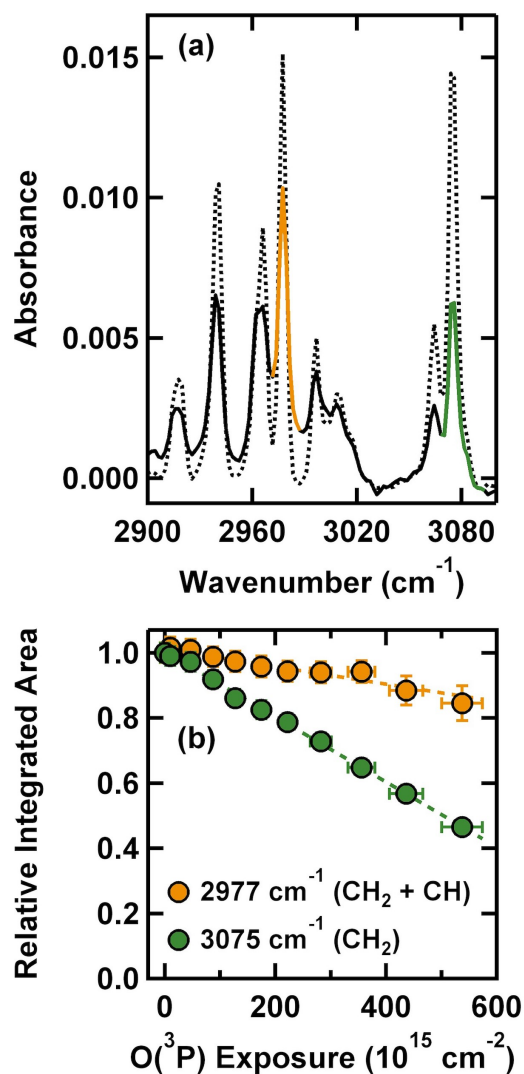 (a)
0.015
0.010
0.005
0.000
Absorbance
2900 2960 3020 3080
Wavenumber (cm⁻¹)
1.0
0.8
0.6
0.4
0.2
0.0
Relative Integrated Area
(b)
2977 cm⁻¹ (CH₂ + CH)
3075 cm⁻¹ (CH₂)
0 200 400 600
O(³P) Exposure (10¹⁵ cm⁻²)